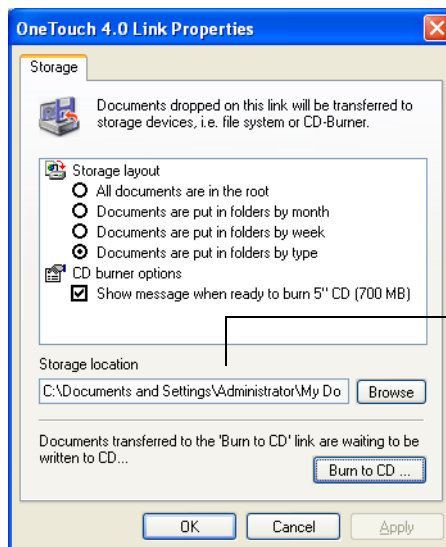 OneTouch 4.0 Link Properties
Storage
Documents dropped on this link will be transferred to
storage devices, i.e. file system or CD-Burner.
Storage layout
All documents are in the root
Documents are put in folders by month
Documents are put in folders by week
Documents are put in folders by type
CD burner options
Show message when ready to burn 5" CD (700 MB)
Storage location
C:\Documents and Settings\Administrator\My Do
Browse
Documents transferred to the 'Burn to CD' link are waiting to be
written to CD...
Burn to CD ...
OK
Cancel
Apply